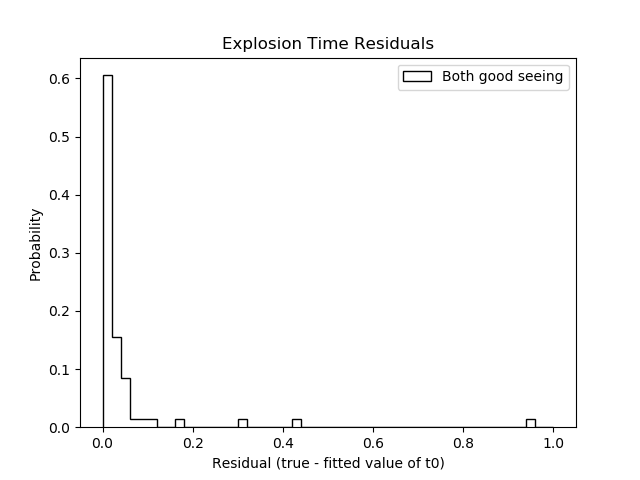 Explosion Time Residuals
Both good seeing
Probability
0.6
0.5
0.4
0.3
0.2
0.1
0.0
0.0 0.2 0.4 0.6 0.8 1.0
Residual (true - fitted value of t0)